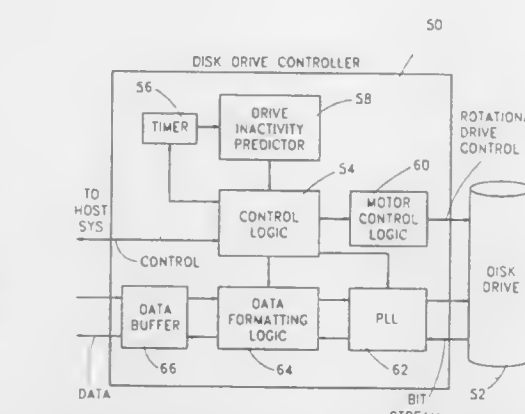 50
DISK DRIVE CONTROLLER
56
58
TIMER
DRIVE
INACTIVITY
PREDICTOR
ROTATIONA
DRIVE
CONTROL
54
60
TO
HOST
SYS
CONTROL
LOGIC
MOTOR
CONTROL
LOGIC
CONTROL
DISK
DRIVE
DATA
BUFFER
DATA
FORMATTING
LOGIC
PLL
66
64
62
52
DATA
BIT
STREAM